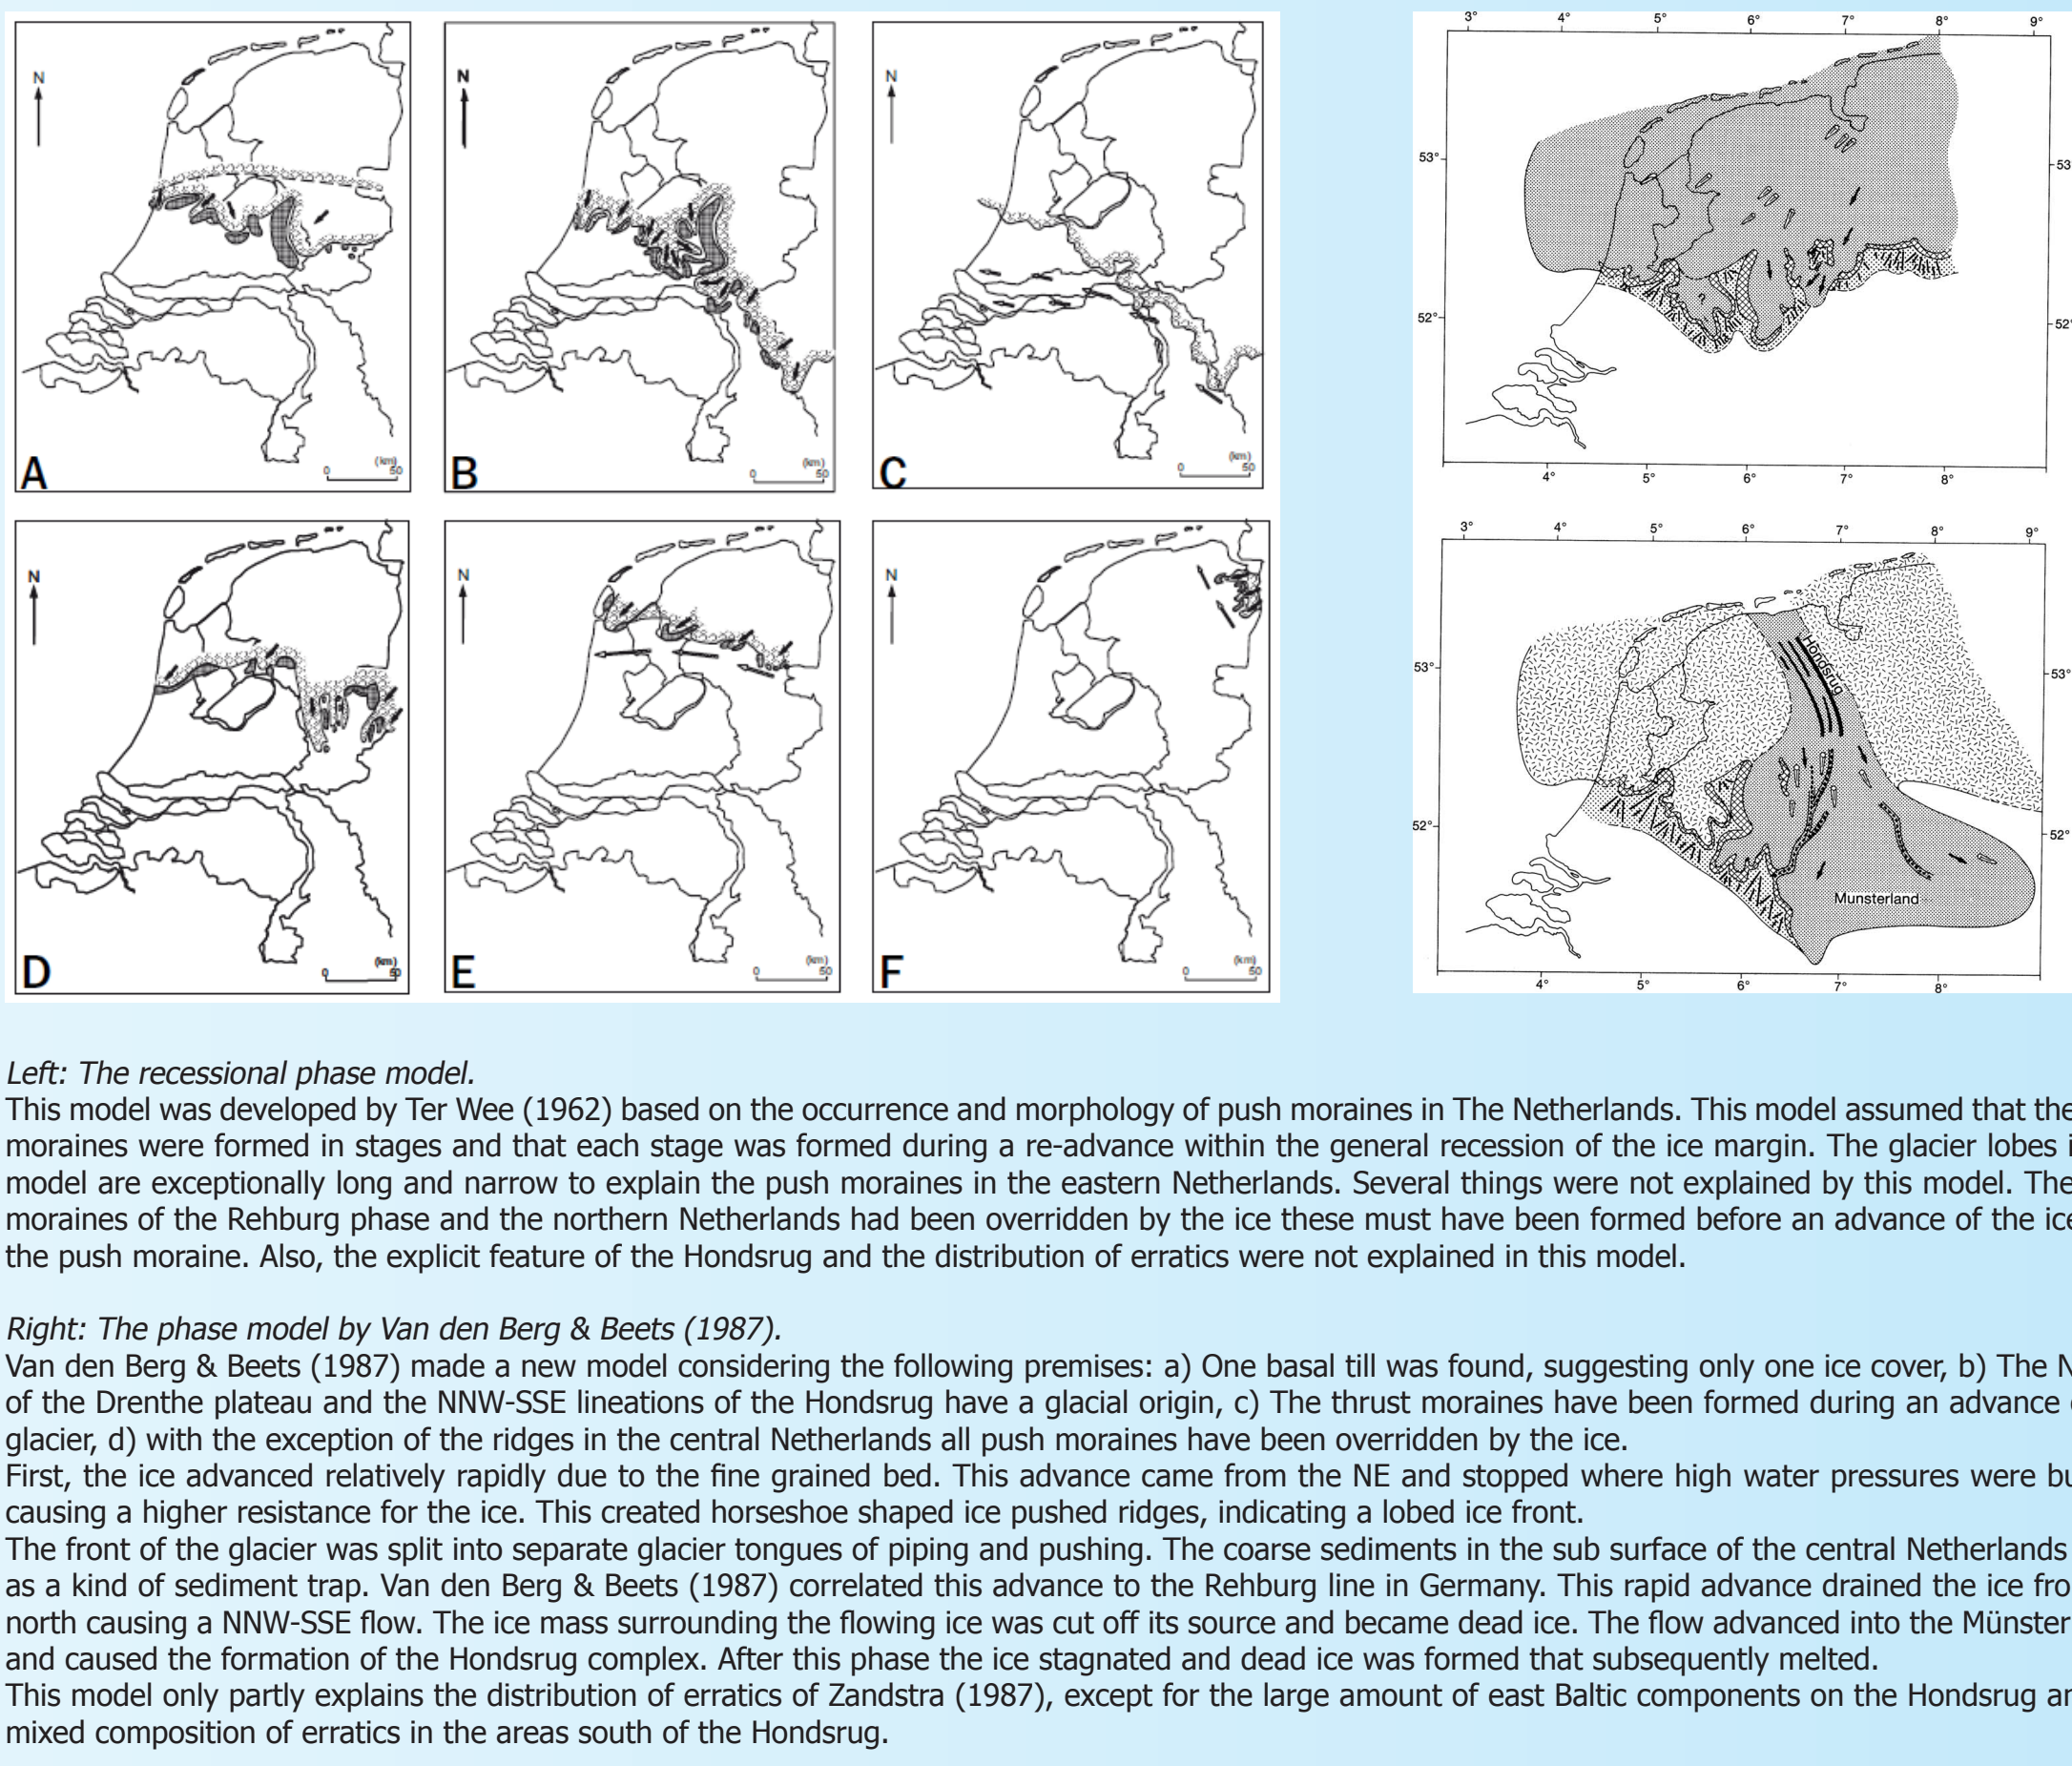 N
A
(km)
0 50
N
B
(km)
0 50
N
C
(km)
0 50
3° 4° 5° 6° 7° 8° 9°
53° 53
52° 52°
?
4° 5° 6° 7° 8°
N
D
(km)
0 50
N
E
(km)
0 50
N
F
(km)
0 50
3° 4° 5° 6° 7° 8° 9°
Hondsrug
53° 53°
52° 52°
Munsterland
4° 5° 6° 7° 8°
Left: The recessional phase model.
This model was developed by Ter Wee (1962) based on the occurrence and morphology of push moraines in The Netherlands. This model assumed that the
moraines were formed in stages and that each stage was formed during a re-advance within the general recession of the ice margin. The glacier lobes
model are exceptionally long and narrow to explain the push moraines in the eastern Netherlands. Several things were not explained by this model. The
moraines of the Rehburg phase and the northern Netherlands had been overridden by the ice these must have been formed before an advance of the ice
the push moraine. Also, the explicit feature of the Hondsrug and the distribution of erratics were not explained in this model.
Right: The phase model by Van den Berg & Beets (1987).
Van den Berg & Beets (1987) made a new model considering the following premises: a) One basal till was found, suggesting only one ice cover, b) The
of the Drenthe plateau and the NNW-SSE lineations of the Hondsrug have a glacial origin, c) The thrust moraines have been formed during an advance
glacier, d) with the exception of the ridges in the central Netherlands all push moraines have been overridden by the ice.
First, the ice advanced relatively rapidly due to the fine grained bed. This advance came from the NE and stopped where high water pressures were
causing a higher resistance for the ice. This created horseshoe shaped ice pushed ridges, indicating a lobed ice front.
The front of the glacier was split into separate glacier tongues of piping and pushing. The coarse sediments in the sub surface of the central Netherlands
as a kind of sediment trap. Van den Berg & Beets (1987) correlated this advance to the Rehburg line in Germany. This rapid advance drained the ice
north causing a NNW-SSE flow. The ice mass surrounding the flowing ice was cut off its source and became dead ice. The flow advanced into the Münster
and caused the formation of the Hondsrug complex. After this phase the ice stagnated and dead ice was formed that subsequently melted.
This model only partly explains the distribution of erratics of Zandstra (1987), except for the large amount of east Baltic components on the Hondsrug
mixed composition of erratics in the areas south of the Hondsrug.